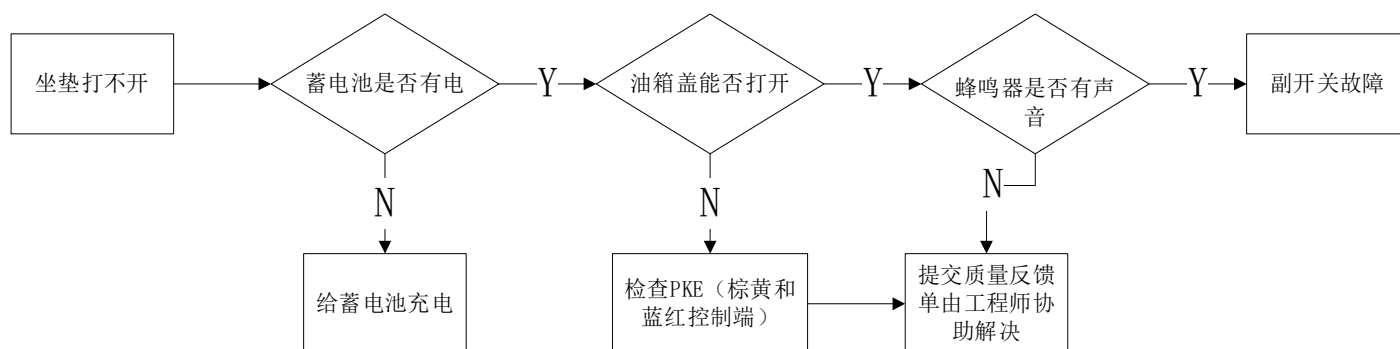 坐垫打不开
蓄电池是否有电
Y
油箱盖能否打开
Y
蜂鸣器是否有声
音
Y
副开关故障
N
N
N
给蓄电池充电
检查PKE（棕黄和
蓝红控制端）
提交质量反馈
单由工程师协
助解决